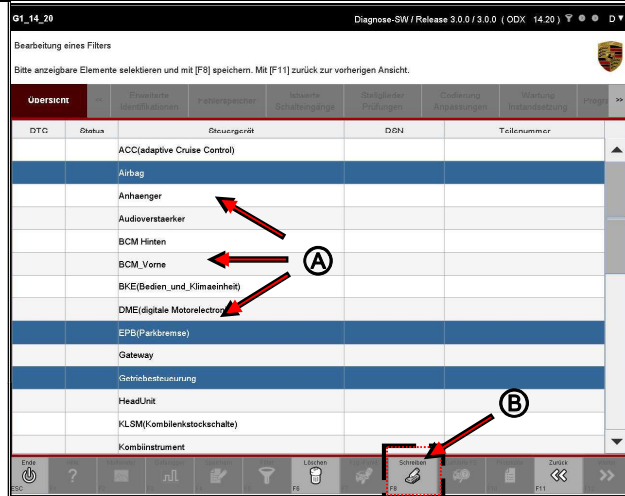 G1_14_20 Diagnose-SW / Release 3.0.0 / 3.0.0 ( ODX 14.20 ) D
Bearbeitung eines Filters
Bitte anzeigbare Elemente selektieren und mit [F8] speichern. Mit [F11] zurück zur vorherigen Ansicht.
Übersicht << Erweiterte Identifikationen Fehlerspeicher Istwerte Schalteingänge Stellglieder Prüfungen Codierung Anpassungen Wartung Instandsetzung Progra >>
DTC Status Steuergerät DSN Teilenummer
ACC(adaptive Cruise Control)
Airbag
Anhaenger
Audioverstaerker
BCM Hinten
BCM_Vorne
A
BKE(Bedien_und_Klimaeinheit)
DME(digitale Motorelectron
EPB(Parkbremse)
Gateway
Getriebesteueurung
HeadUnit
B
KLSM(Kombilenkstockschalte)
Kombiinstrument
Ende Löschen Schreiben Zurück
ESC F6 F8 F11